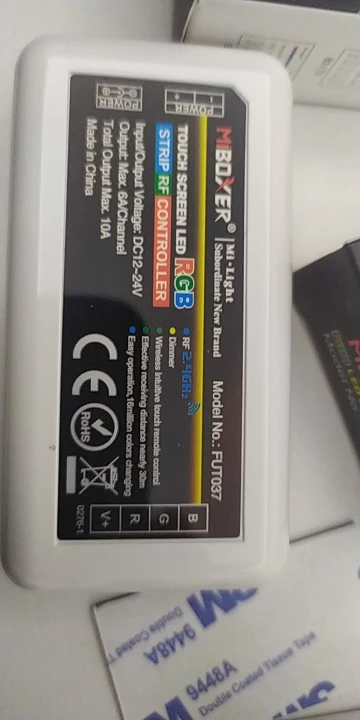 MIBOXER®
Mi·Light
Subordinate New Brand
Model No.: FUT037
TOUCH SCREEN LED RGB
STRIP RF CONTROLLER
Input/Output Voltage: DC12~24V
Output: Max. 6A/Channel
Total Output Max. 10A
Made in China
RF 2.4GHz
Dimmer
Wireless intuitive touch remote control
Effective receiving distance nearly 30m
Easy operation,16million colors changing
CE
RoHS
0276-1
POWER
- +
POWER
B
G
R
V+
9448A
Double Coated
3M
9448A
Double Coated Tissue Tape